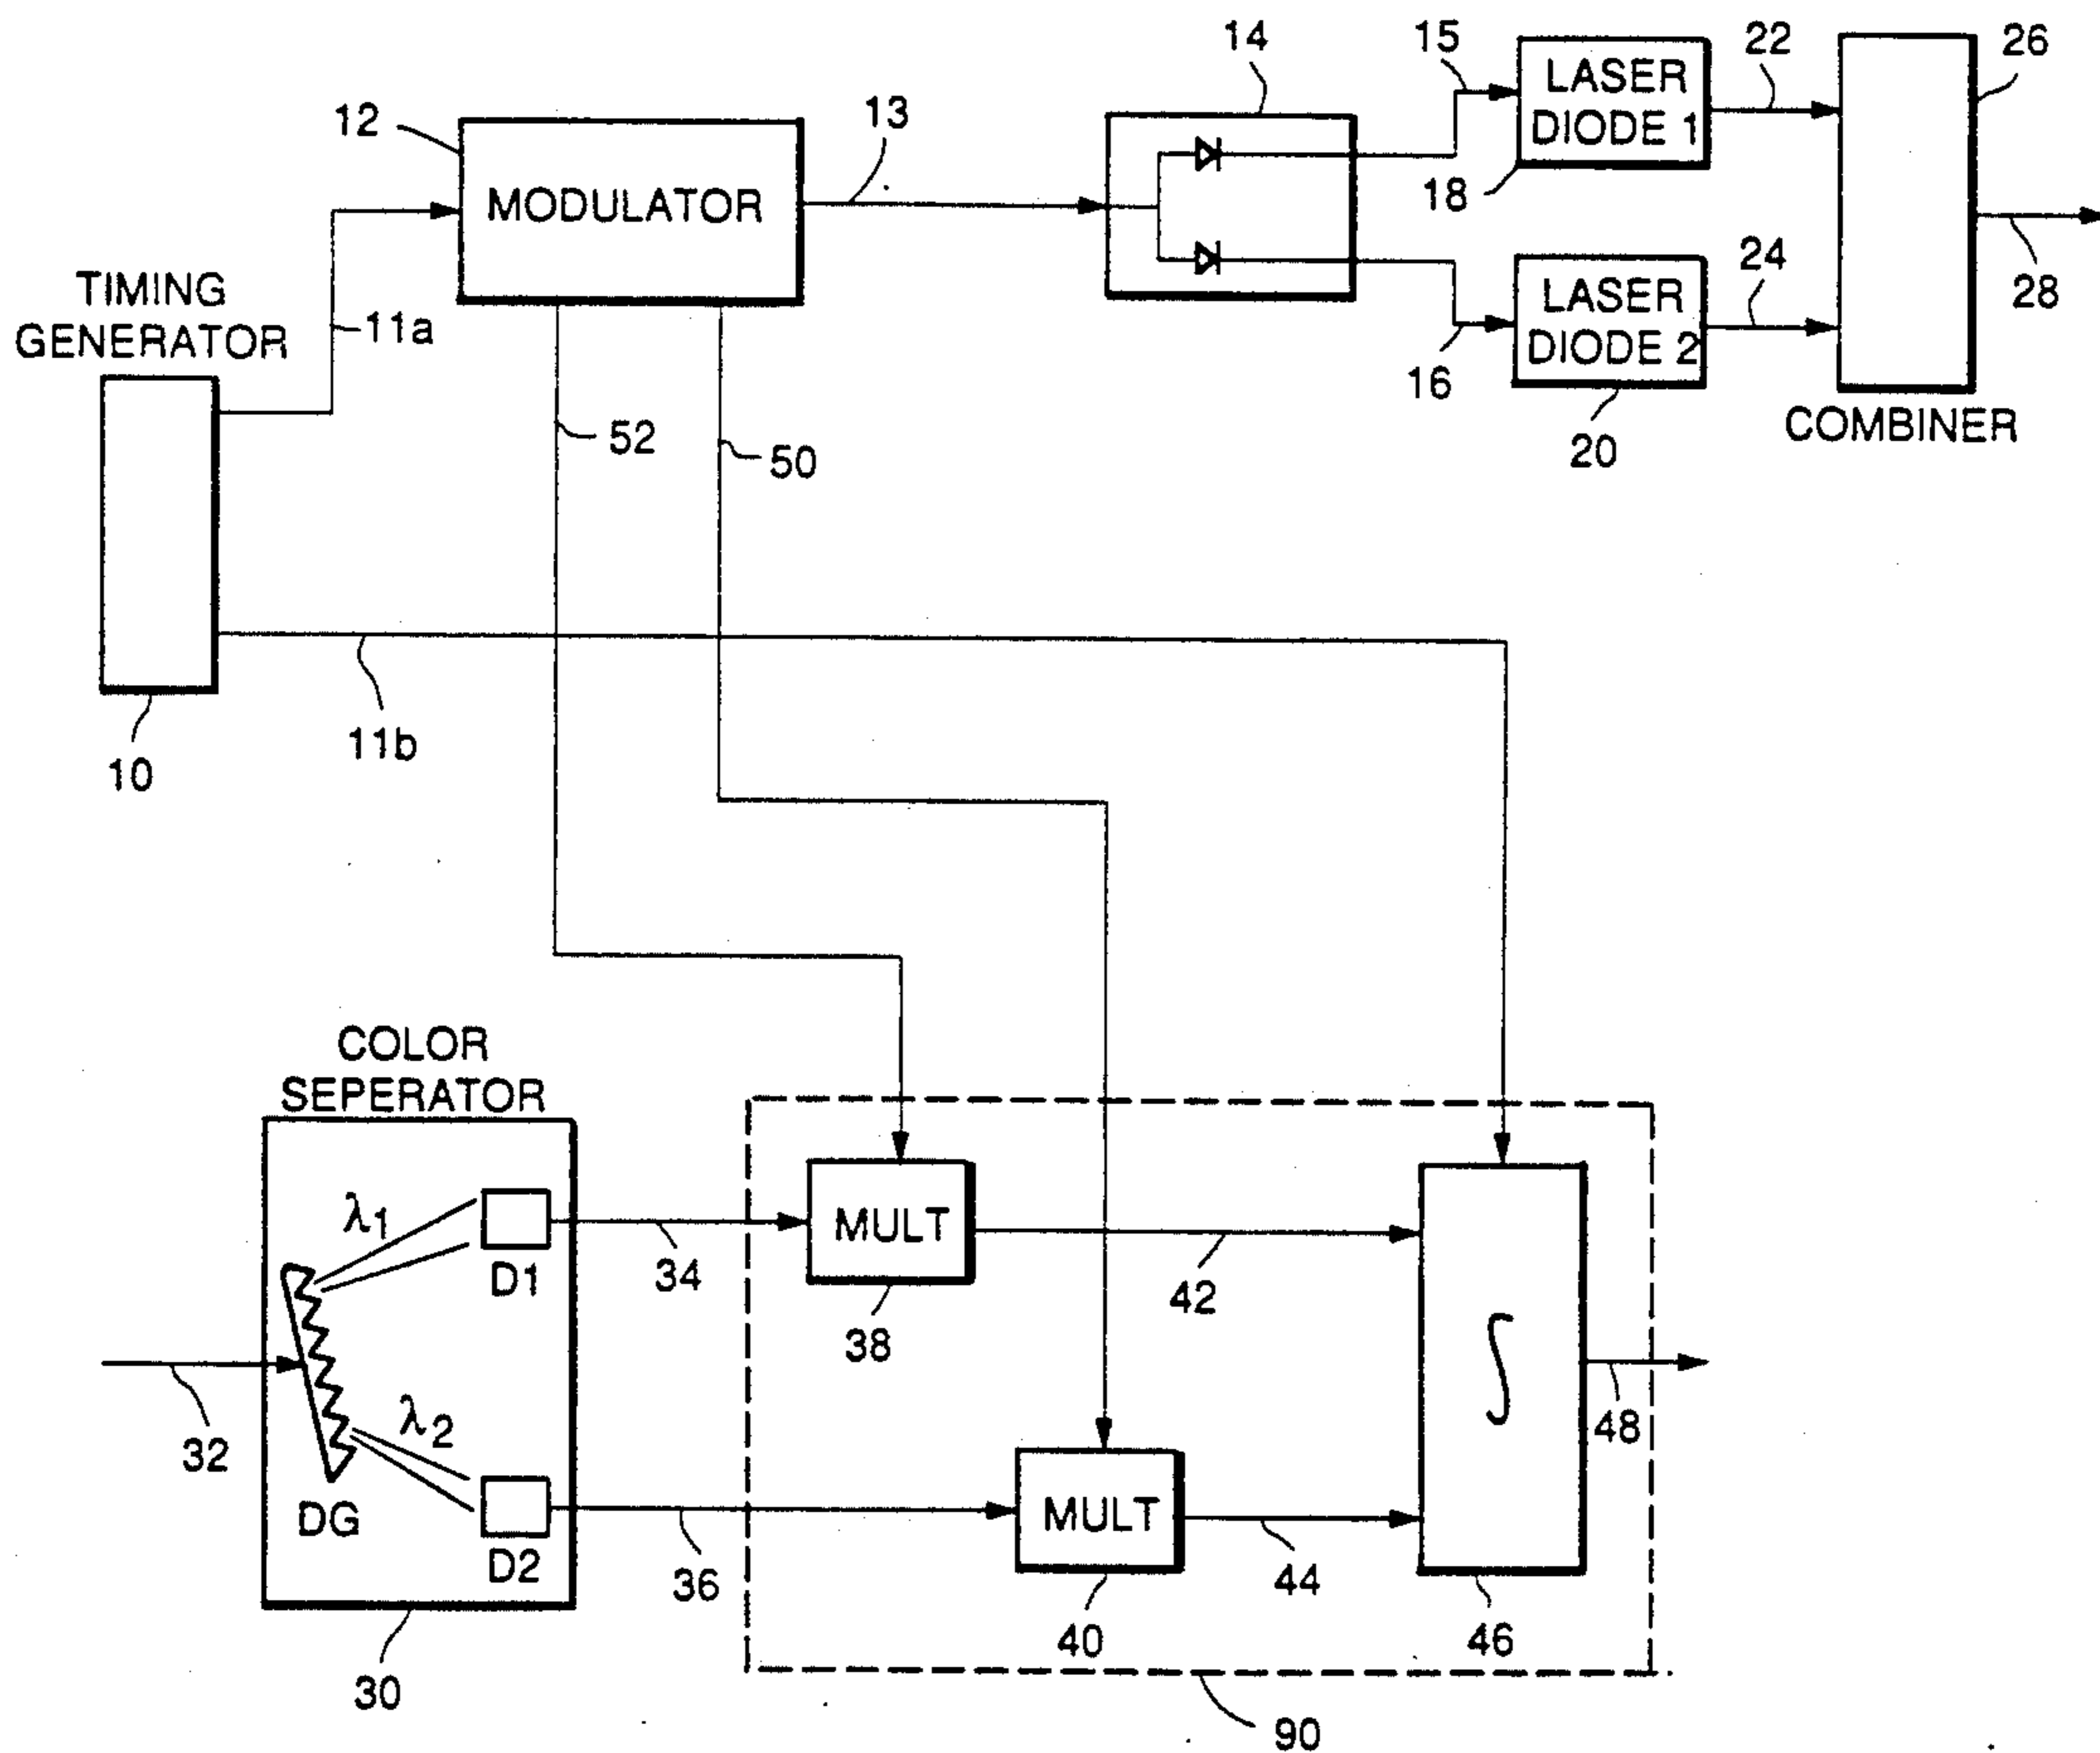 14
15
LASER
DIODE 1
22
26
12
13
18
MODULATOR
TIMING
GENERATOR
11a
LASER
DIODE 2
24
28
16
20
COMBINER
52
50
10
11b
COLOR
SEPERATOR
λ1
D1
34
MULT
38
42
32
λ2
DG
D2
36
MULT
40
44
∫
46
48
30
90